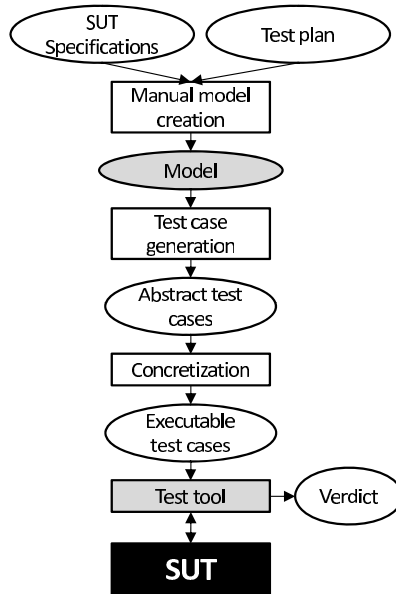 SUT
Specifications
Test plan
Manual model
creation
Model
Test case
generation
Abstract test
cases
Concretization
Executable
test cases
Test tool
Verdict
SUT